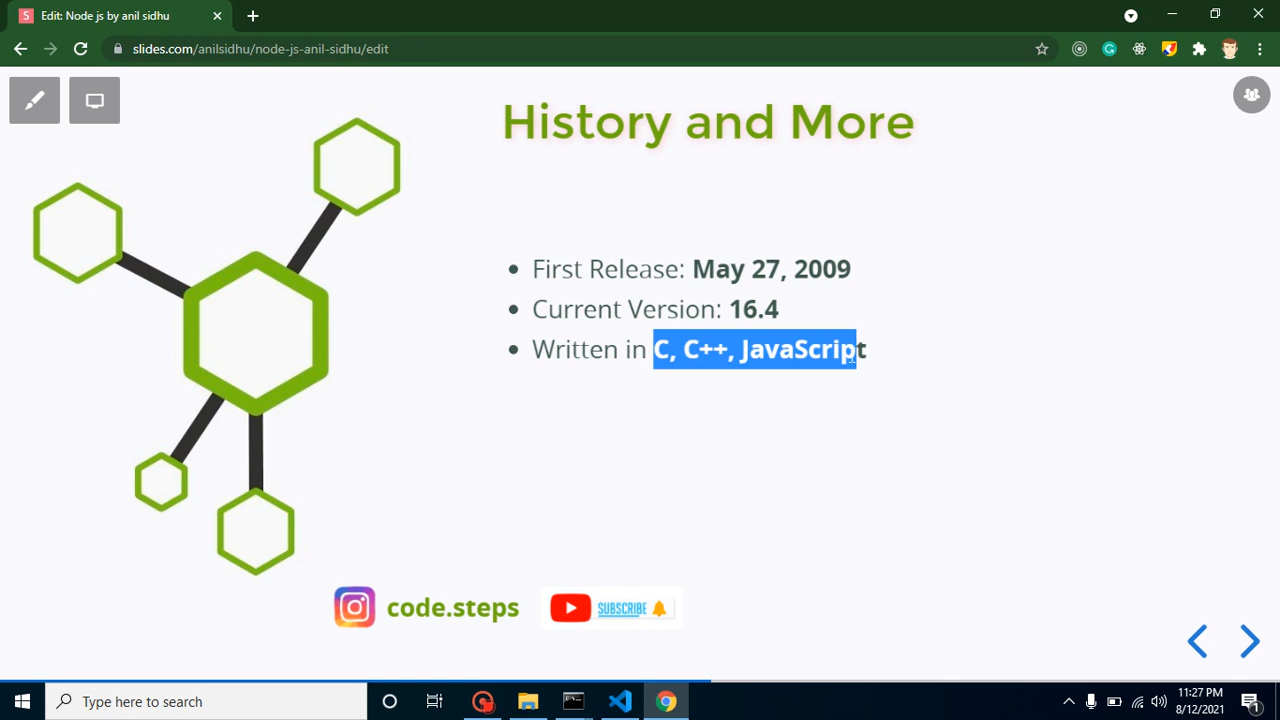 Edit: Node js by anil sidhu
slides.com/anilsidhu/node-js-anil-sidhu/edit
History and More
First Release: May 27, 2009
Current Version: 16.4
Written in C, C++, JavaScript
code.steps
SUBSCRIBE
Type here to search
11:27 PM
8/12/2021